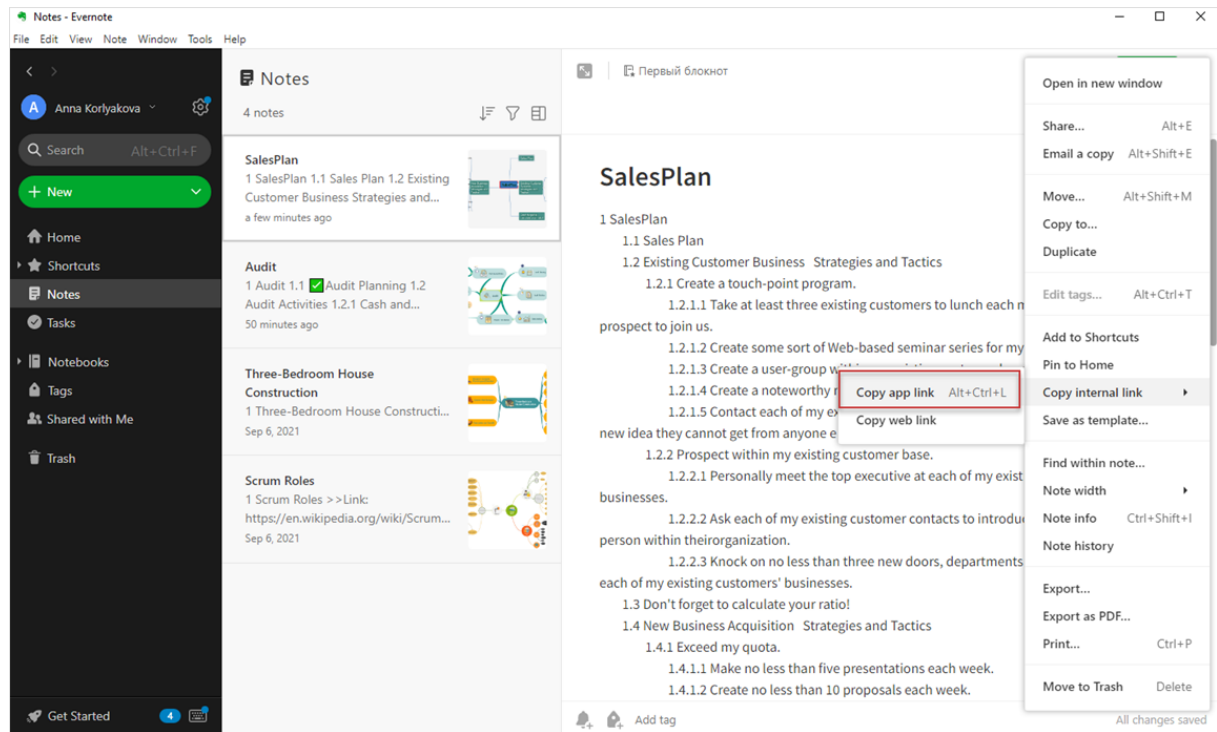 Notes - Evernote
File Edit View Note Window Tools Help
A Anna Korlyakova
Search Alt+Ctrl+F
+ New
Home
Shortcuts
Notes
Tasks
Notebooks
Tags
Shared with Me
Trash
Get Started 4
Notes
4 notes
SalesPlan
1 SalesPlan 1.1 Sales Plan 1.2 Existing
Customer Business Strategies and...
a few minutes ago
Audit
1 Audit 1.1 ✅Audit Planning 1.2
Audit Activities 1.2.1 Cash and...
50 minutes ago
Three-Bedroom House
Construction
1 Three-Bedroom House Constructi...
Sep 6, 2021
Scrum Roles
1 Scrum Roles >>Link:
https://en.wikipedia.org/wiki/Scrum...
Sep 6, 2021
Первый блокнот
SalesPlan
1 SalesPlan
1.1 Sales Plan
1.2 Existing Customer Business Strategies and Tactics
1.2.1 Create a touch-point program.
1.2.1.1 Take at least three existing customers to lunch each
prospect to join us.
1.2.1.2 Create some sort of Web-based seminar series for my
1.2.1.3 Create a user-group
1.2.1.4 Create a noteworthy
1.2.1.5 Contact each of my
new idea they cannot get from anyone
1.2.2 Prospect within my existing customer base.
1.2.2.1 Personally meet the top executive at each of my exist
businesses.
1.2.2.2 Ask each of my existing customer contacts to introdu
person within theirorganization.
1.2.2.3 Knock on no less than three new doors, departments
each of my existing customers' businesses.
1.3 Don't forget to calculate your ratio!
1.4 New Business Acquisition Strategies and Tactics
1.4.1 Exceed my quota.
1.4.1.1 Make no less than five presentations each week.
1.4.1.2 Create no less than 10 proposals each week.
Add tag
All changes saved
Copy app link Alt+Ctrl+L
Copy web link
Open in new window
Share... Alt+E
Email a copy Alt+Shift+E
Move... Alt+Shift+M
Copy to...
Duplicate
Edit tags... Alt+Ctrl+T
Add to Shortcuts
Pin to Home
Copy internal link
Save as template...
Find within note...
Note width
Note info Ctrl+Shift+I
Note history
Export...
Export as PDF...
Print... Ctrl+P
Move to Trash Delete